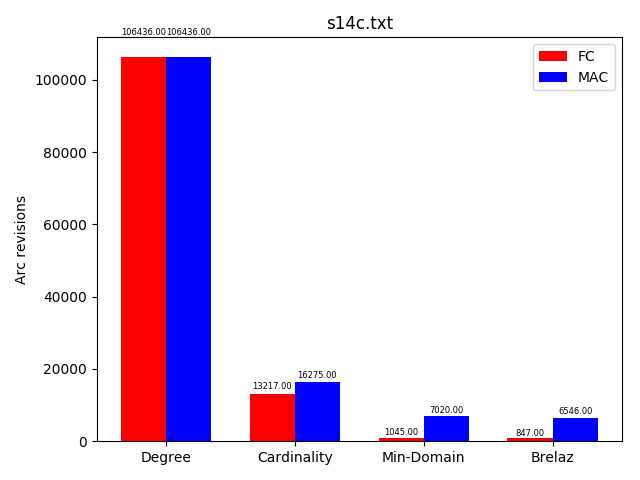 s14c.txt
106436.00 106436.00
FC
MAC
100000
80000
60000
40000
20000
0
Arc revisions
13217.00
16275.00
1045.00
7020.00
847.00
6546.00
Degree Cardinality Min-Domain Brelaz